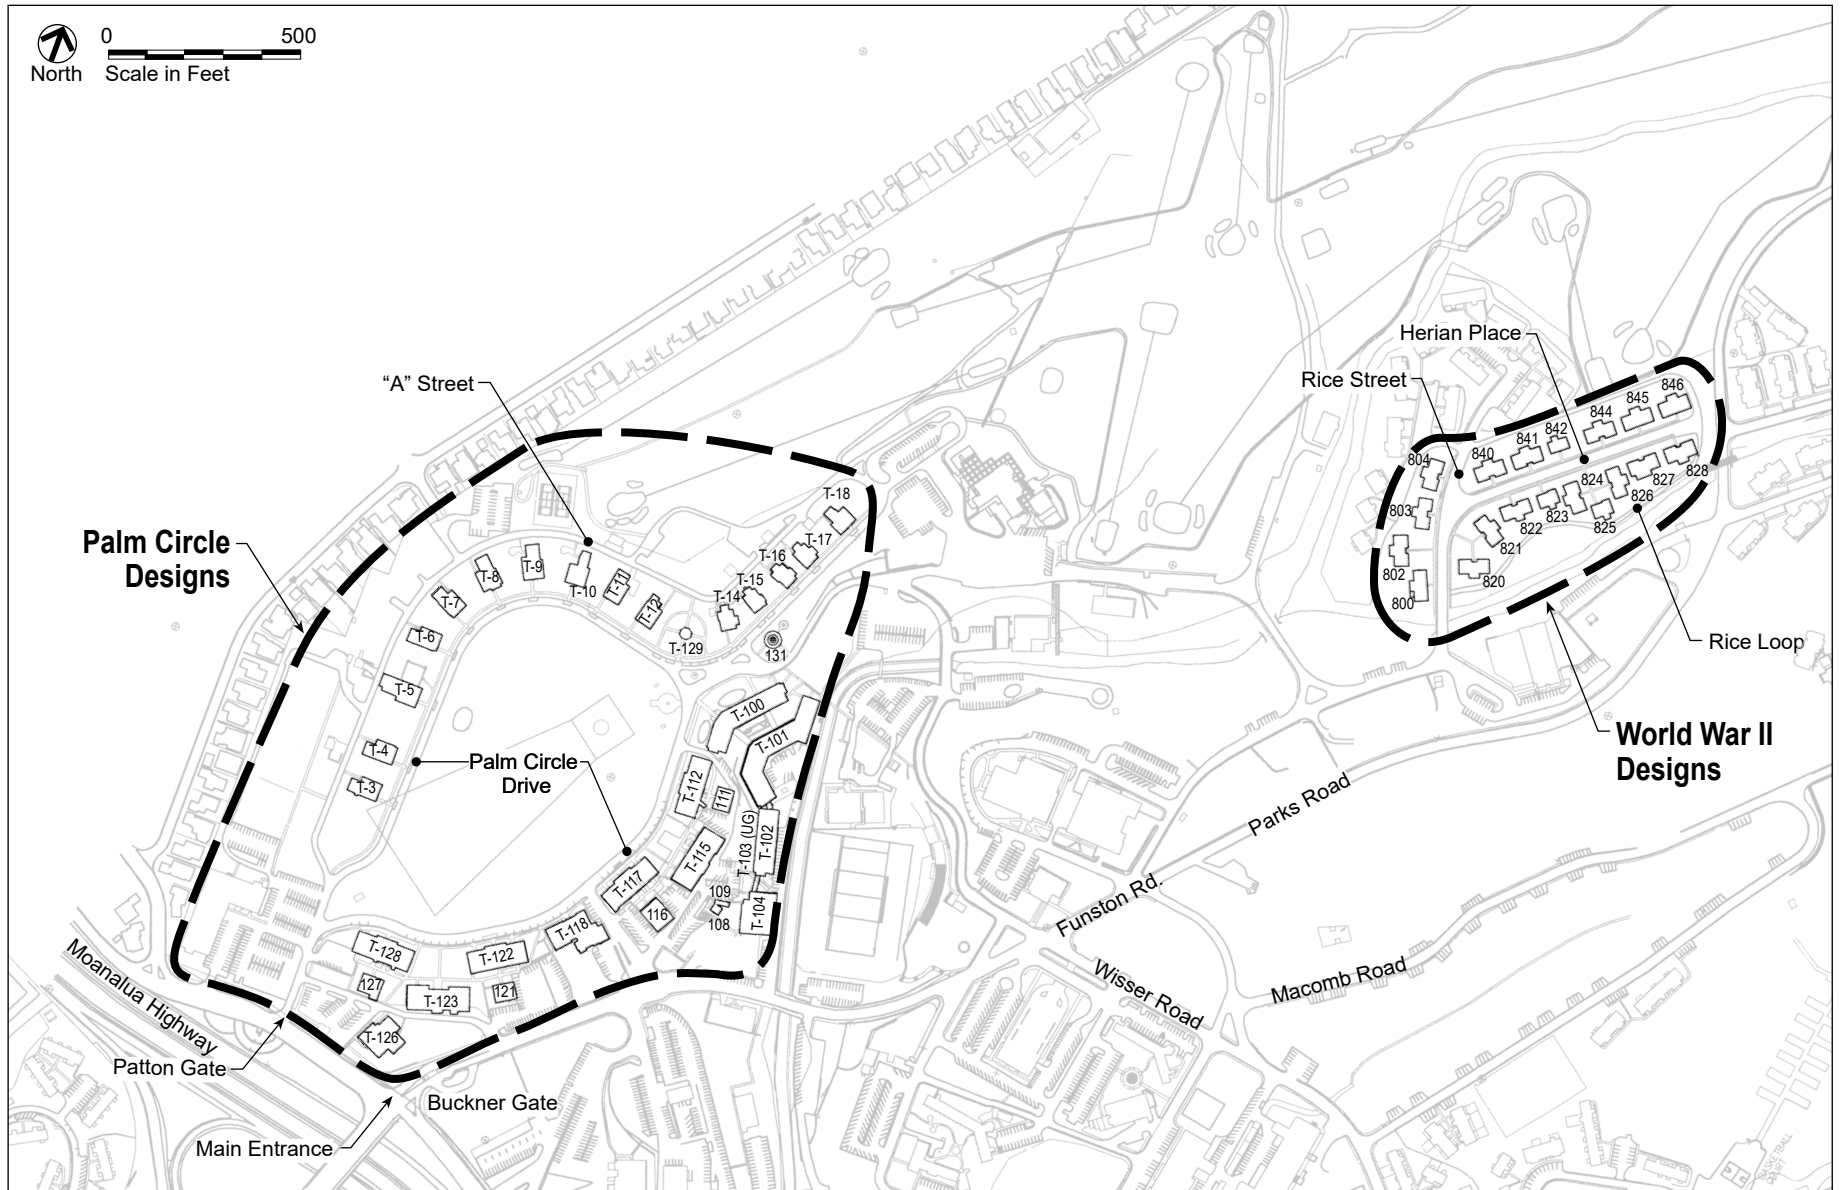 0 500
North Scale in Feet
"A" Street
Palm Circle
Designs
T-18
T-17
T-16
T-15
T-14
T-12
T-11
T-10
T-9
T-8
T-7
T-6
T-5
T-4
T-3
T-129
131
Palm Circle
Drive
T-100
T-101
T-112
111
T-103 (UG)
T-102
T-115
T-117
109
116
108
T-104
T-118
T-122
T-128
127
T-123
121
T-126
Moanalua Highway
Patton Gate
Buckner Gate
Main Entrance
Herian Place
Rice Street
846
845
844
842
841
840
804
803
802
800
828
827
824
826
825
823
822
821
820
Rice Loop
World War II
Designs
Parks Road
Funston Rd.
Wisser Road
Macomb Road
BASKETBALL
COURT